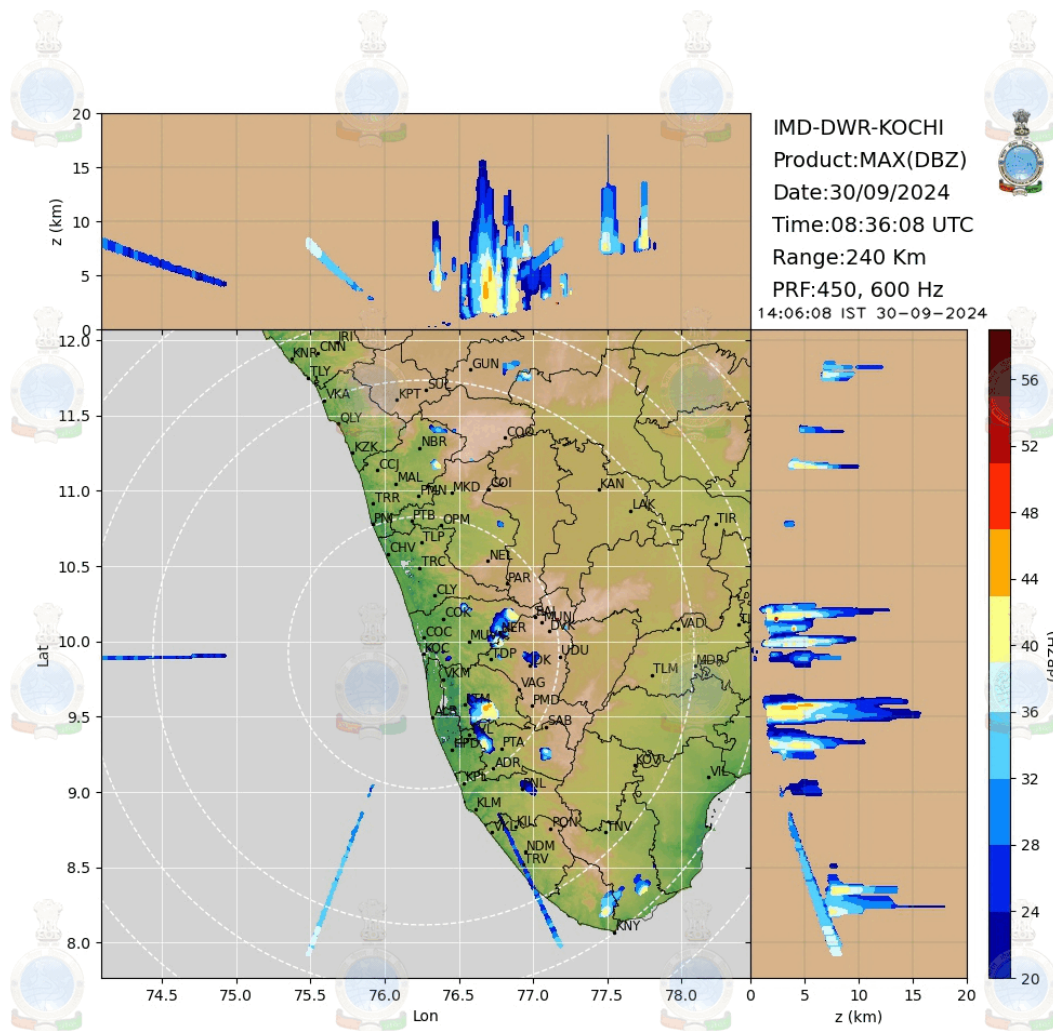 IMD-DWR-KOCHI
Product:MAX(DBZ)
Date:30/09/2024
Time:08:36:08 UTC
Range:240 Km
PRF:450, 600 Hz
14:06:08 IST 30-09-2024
20
15
10
5
0
z (km)
12.0
11.5
11.0
10.5
10.0
9.5
9.0
8.5
8.0
Lat
IRI
CNN
KNR
TLY
VKA
QLY
GUN
SUL
KPT
KZK
NBR
COO
CCJ
MAL
PMN
MKD
COI
KAN
TRR
LAK
PNI
PTB
OPM
TIR
CHV
TLP
TRC
NEL
PAR
CLY
COK
MUN
COC
NER
DVK
VAD
KOC
TDP
IDK
UDU
TLM
MDR
VKM
VAG
PMD
ALB
SAB
HPD
PTA
ADR
KOV
VIL
KPL
PNL
KLM
KIL
PON
TNV
NDM
TRV
KNY
74.5
75.0
75.5
76.0
76.5
77.0
77.5
78.0
Lon
0
5
10
15
20
z (km)
56
52
48
44
40
36
32
28
24
20